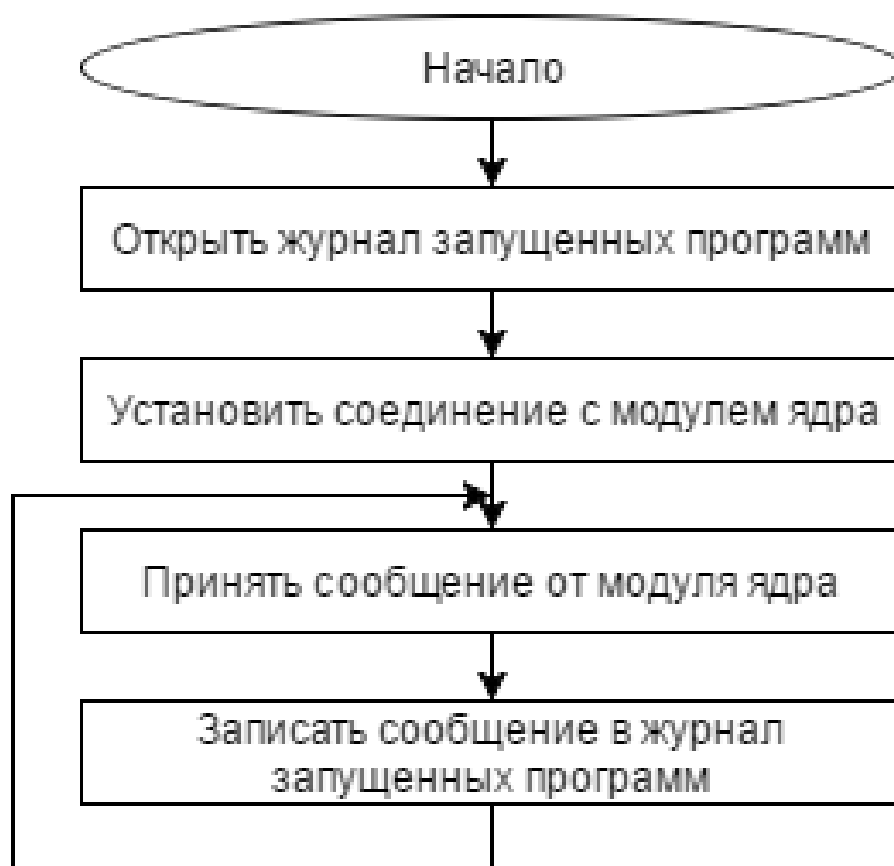 Начало
Открыть журнал запущенных программ
Установить соединение с модулем ядра
Принять сообщение от модуля ядра
Записать сообщение в журнал
запущенных программ